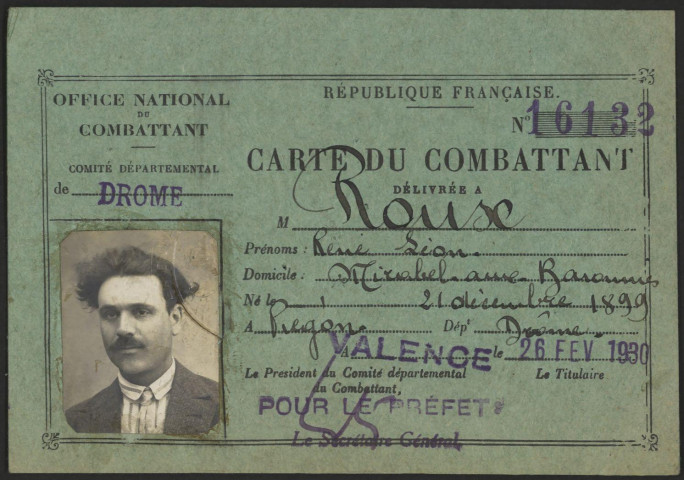 OFFICE NATIONAL
DU
COMBATTANT
COMITÉ DÉPARTEMENTAL
de DROME
RÉPUBLIQUE FRANÇAISE.
N° 16132
CARTE DU COMBATTANT
DÉLIVRÉE A
M Roux
Prénoms : René Léon
Domicile : Mirabel-aux-Baronnies
Né le 21 décembre 1899
A Piégon Dép^t Drôme
A VALENCE le 26 FEV 1930
Le President du Comité départemental
du Combattant,
Le Titulaire
POUR LE PRÉFET
Le Secrétaire Général,